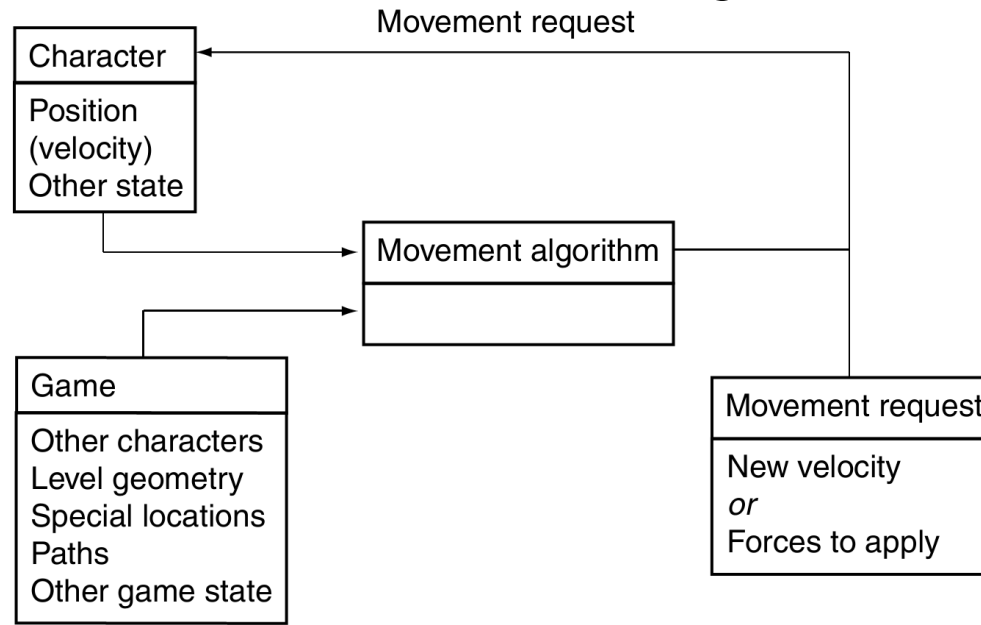 Movement request
Character
Position
(velocity)
Other state
Movement algorithm
Game
Other characters
Level geometry
Special locations
Paths
Other game state
Movement request
New velocity
or
Forces to apply